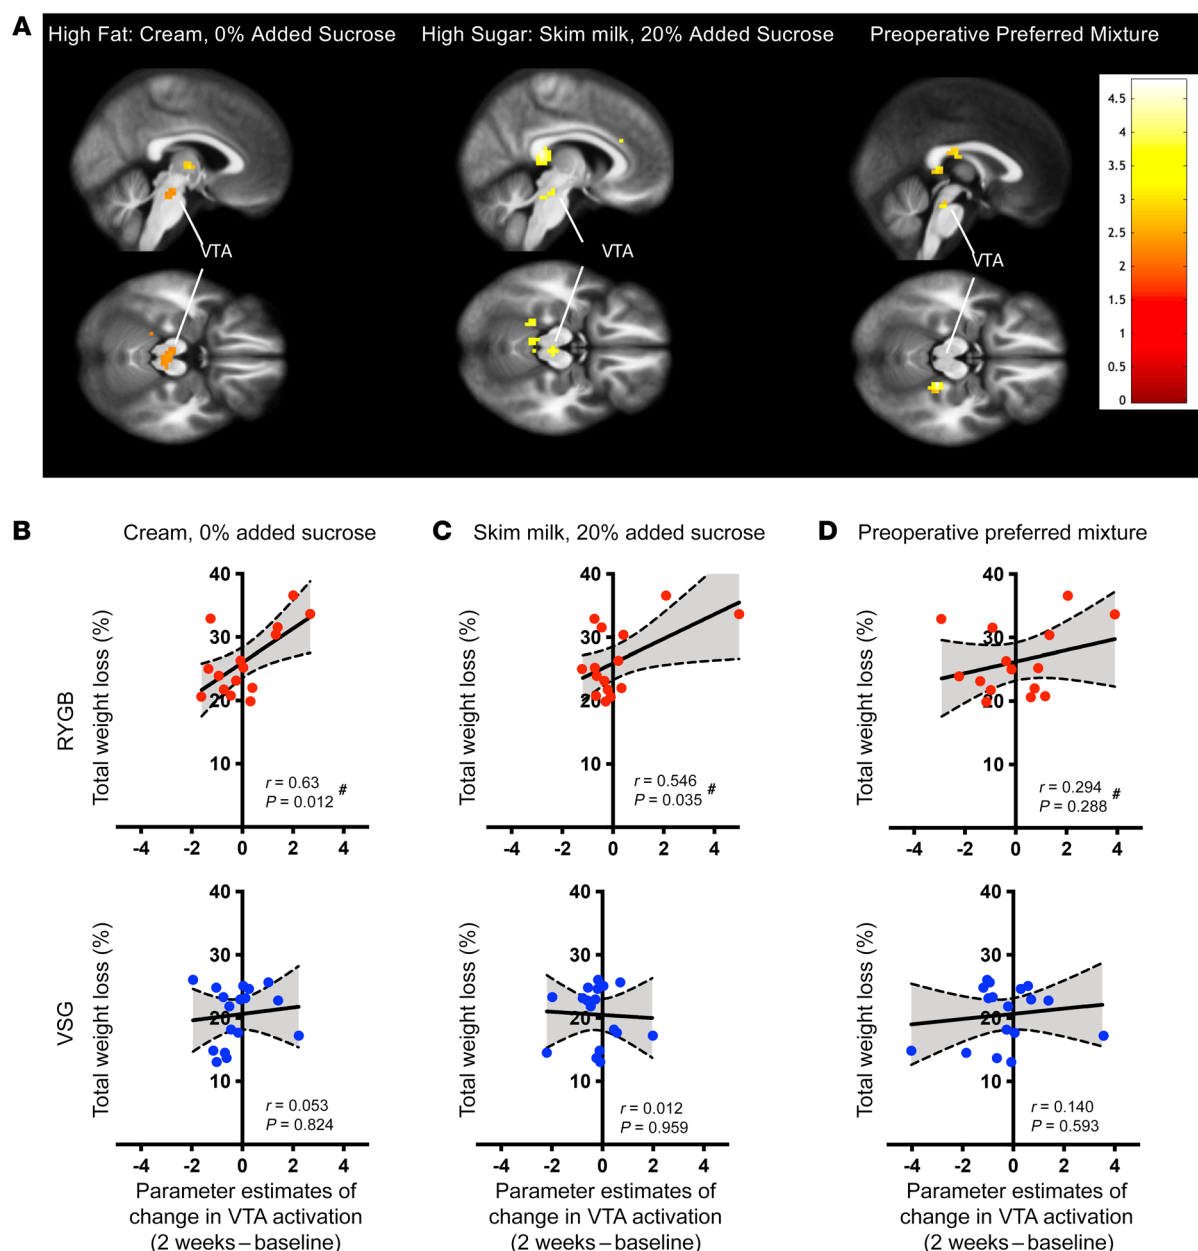 A
High Fat: Cream, 0% Added Sucrose
High Sugar: Skim milk, 20% Added Sucrose
Preoperative Preferred Mixture
VTA
VTA
VTA
4.5
4
3.5
3
2.5
2
1.5
1
0.5
0
B
Cream, 0% added sucrose
C
Skim milk, 20% added sucrose
D
Preoperative preferred mixture
RYGB
Total weight loss (%)
40
30
20
10
r = 0.63
P = 0.012 #
-4 -2 0 2 4
Total weight loss (%)
40
30
20
10
r = 0.546
P = 0.035 #
-4 -2 0 2 4
Total weight loss (%)
40
30
20
10
r = 0.294
P = 0.288 #
-4 -2 0 2 4
VSG
Total weight loss (%)
40
30
20
10
r = 0.053
P = 0.824
-4 -2 0 2 4
Parameter estimates of
change in VTA activation
(2 weeks – baseline)
Total weight loss (%)
40
30
20
10
r = 0.012
P = 0.959
-4 -2 0 2 4
Parameter estimates of
change in VTA activation
(2 weeks – baseline)
Total weight loss (%)
40
30
20
10
r = 0.140
P = 0.593
-4 -2 0 2 4
Parameter estimates of
change in VTA activation
(2 weeks – baseline)